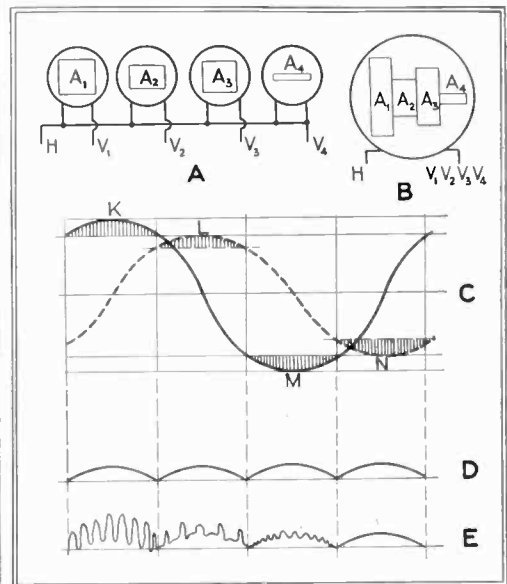 A₁ A₂ A₃ A₄
H V₁ V₂ V₃ V₄
A
A₁ A₂ A₃ A₄
H V₁ V₂ V₃ V₄
B
K
L
C
M
N
D
E